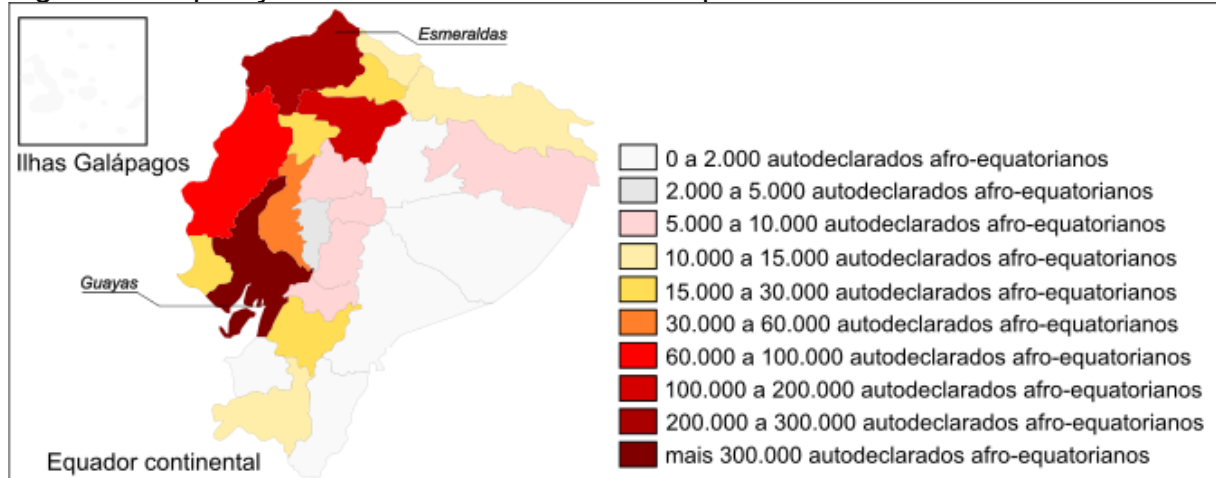 Esmeraldas
Ilhas Galápagos
Guayas
Equador continental
0 a 2.000 autodeclarados afro-equatorianos
2.000 a 5.000 autodeclarados afro-equatorianos
5.000 a 10.000 autodeclarados afro-equatorianos
10.000 a 15.000 autodeclarados afro-equatorianos
15.000 a 30.000 autodeclarados afro-equatorianos
30.000 a 60.000 autodeclarados afro-equatorianos
60.000 a 100.000 autodeclarados afro-equatorianos
100.000 a 200.000 autodeclarados afro-equatorianos
200.000 a 300.000 autodeclarados afro-equatorianos
mais 300.000 autodeclarados afro-equatorianos